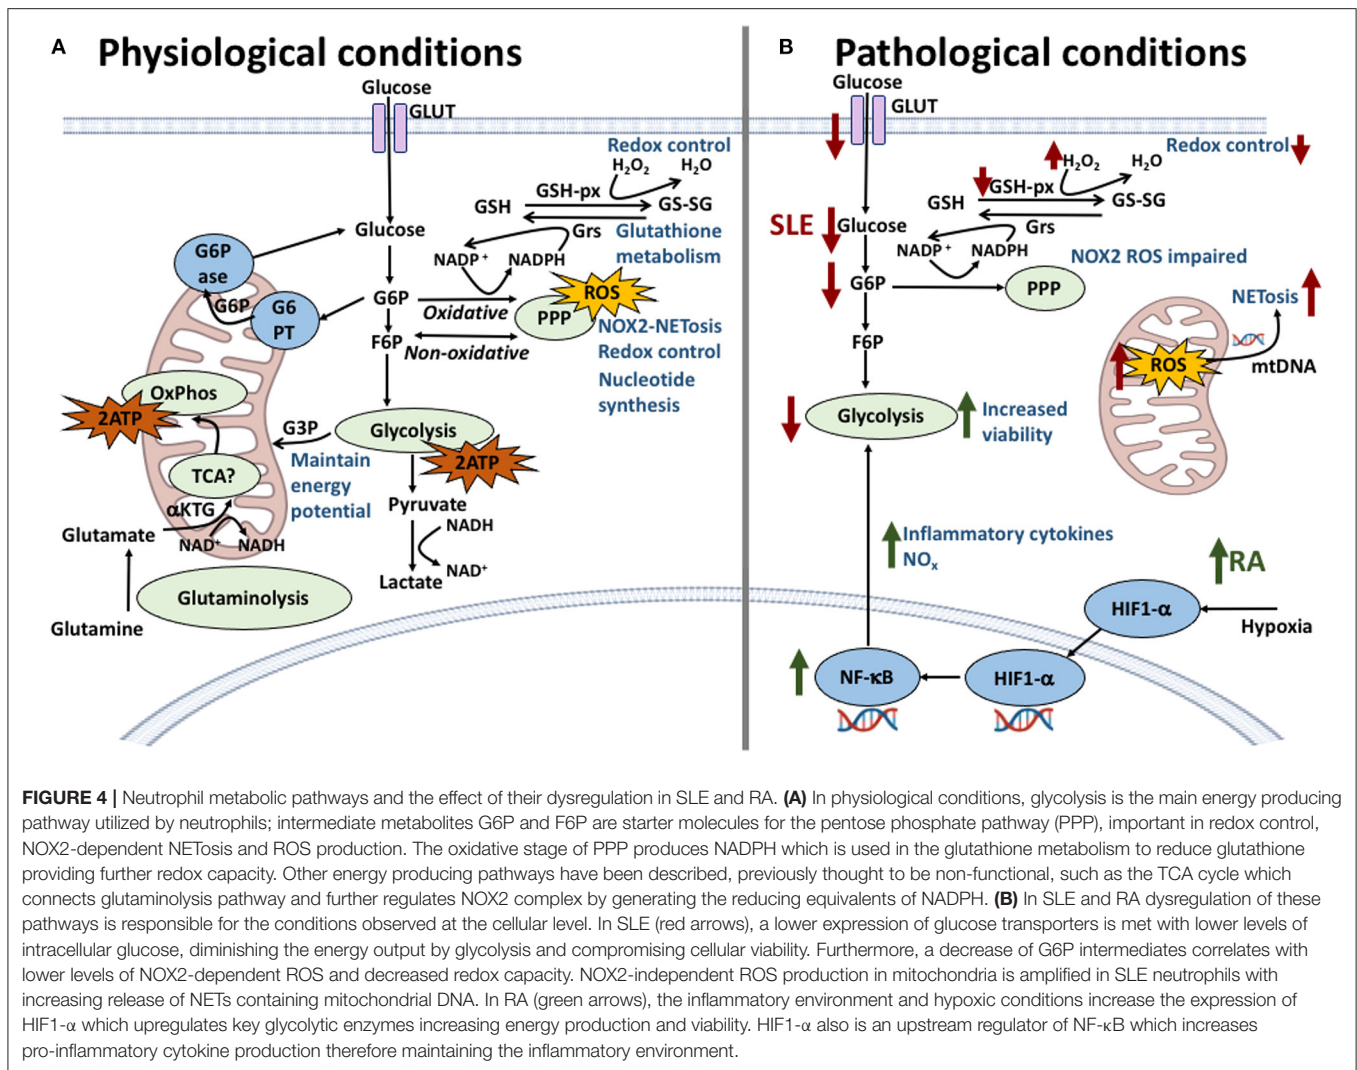 A Physiological conditions
Glucose
GLUT
Redox control
H₂O₂ H₂O
GSH-px
GSH GS-SG
Grs
Glutathione
metabolism
NADP⁺ NADPH
Glucose
G6P
ase
G6P
G6
PT
G6P
Oxidative
PPP
ROS
F6P
Non-oxidative
NOX2-NETosis
Redox control
Nucleotide
synthesis
OxPhos
2ATP
G3P
Glycolysis
2ATP
Maintain
energy
potential
TCA?
αKTG
Glutamate
NAD⁺ NADH
Pyruvate
NADH
NAD⁺
Lactate
Glutaminolysis
Glutamine
B Pathological conditions
Glucose
GLUT
Redox control
H₂O₂ H₂O
GSH-px
GSH GS-SG
Grs
NADP⁺ NADPH
SLE
Glucose
NOX2 ROS impaired
G6P
PPP
NETosis
F6P
ROS
mtDNA
Glycolysis
Increased
viability
Inflammatory cytokines
NOₓ
RA
HIF1-α
Hypoxia
NF-κB
HIF1-α
FIGURE 4 | Neutrophil metabolic pathways and the effect of their dysregulation in SLE and RA. (A) In physiological conditions, glycolysis is the main energy producing
pathway utilized by neutrophils; intermediate metabolites G6P and F6P are starter molecules for the pentose phosphate pathway (PPP), important in redox control,
NOX2-dependent NETosis and ROS production. The oxidative stage of PPP produces NADPH which is used in the glutathione metabolism to reduce glutathione
providing further redox capacity. Other energy producing pathways have been described, previously thought to be non-functional, such as the TCA cycle which
connects glutaminolysis pathway and further regulates NOX2 complex by generating the reducing equivalents of NADPH. (B) In SLE and RA dysregulation of these
pathways is responsible for the conditions observed at the cellular level. In SLE (red arrows), a lower expression of glucose transporters is met with lower levels of
intracellular glucose, diminishing the energy output by glycolysis and compromising cellular viability. Furthermore, a decrease of G6P intermediates correlates with
lower levels of NOX2-dependent ROS and decreased redox capacity. NOX2-independent ROS production in mitochondria is amplified in SLE neutrophils with
increasing release of NETs containing mitochondrial DNA. In RA (green arrows), the inflammatory environment and hypoxic conditions increase the expression of
HIF1-α which upregulates key glycolytic enzymes increasing energy production and viability. HIF1-α also is an upstream regulator of NF-κB which increases
pro-inflammatory cytokine production therefore maintaining the inflammatory environment.